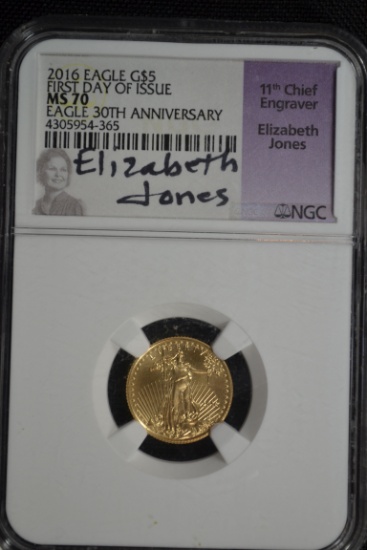 2016 EAGLE G$5
FIRST DAY OF ISSUE
MS 70
EAGLE 30TH ANNIVERSARY
4305954-365
Elizabeth
Jones
11th Chief
Engraver
Elizabeth
Jones
NGC